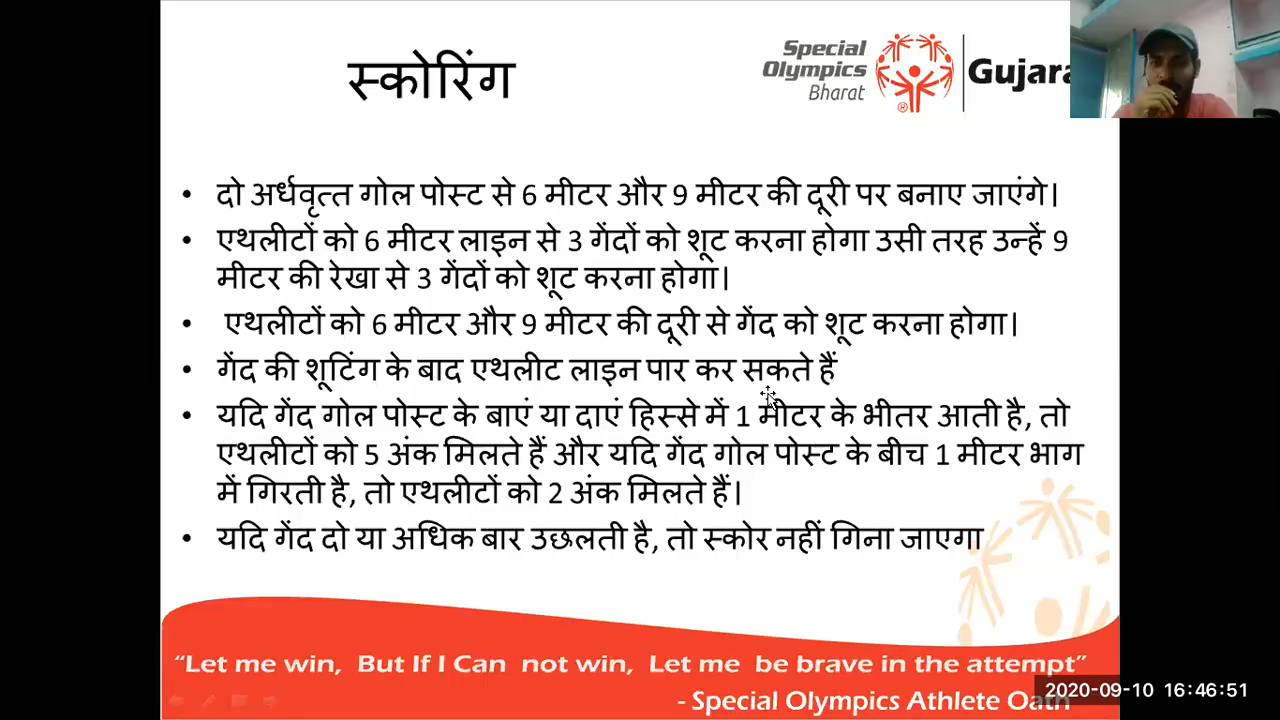 स्कोरिंग
Special
Olympics
Bharat
Gujara
• दो अर्धवृत्त गोल पोस्ट से 6 मीटर और 9 मीटर की दूरी पर बनाए जाएंगे।
• एथलीटों को 6 मीटर लाइन से 3 गेंदों को शूट करना होगा उसी तरह उन्हें 9
मीटर की रेखा से 3 गेंदों को शूट करना होगा।
• एथलीटों को 6 मीटर और 9 मीटर की दूरी से गेंद को शूट करना होगा।
• गेंद की शूटिंग के बाद एथलीट लाइन पार कर सकते हैं
• यदि गेंद गोल पोस्ट के बाएं या दाएं हिस्से में 1 मीटर के भीतर आती है, तो
एथलीटों को 5 अंक मिलते हैं और यदि गेंद गोल पोस्ट के बीच 1 मीटर भाग
में गिरती है, तो एथलीटों को 2 अंक मिलते हैं।
• यदि गेंद दो या अधिक बार उछलती है, तो स्कोर नहीं गिना जाएगा
“Let me win, But If I Can not win, Let me be brave in the attempt”
- Special Olympics Athlete Oath
2020-09-10 16:46:51